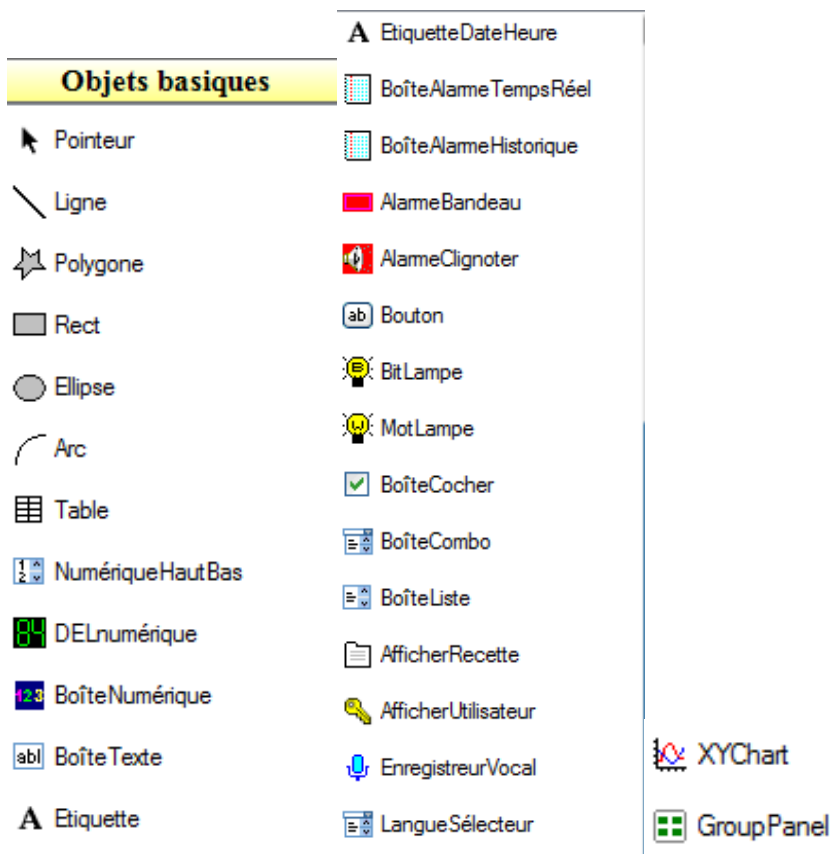 Objets basiques
Pointeur
Ligne
Polygone
Rect
Ellipse
Arc
Table
NumériqueHautBas
DELnumérique
BoîteNumérique
BoîteTexte
Etiquette
EtiquetteDateHeure
BoîteAlarmeTempsRéel
BoîteAlarmeHistorique
AlarmeBandeau
AlarmeClignoter
Bouton
BitLampe
MotLampe
BoîteCocher
BoîteCombo
BoîteListe
AfficherRecette
AfficherUtilisateur
EnregistreurVocal
LangueSélecteur
XYChart
GroupPanel